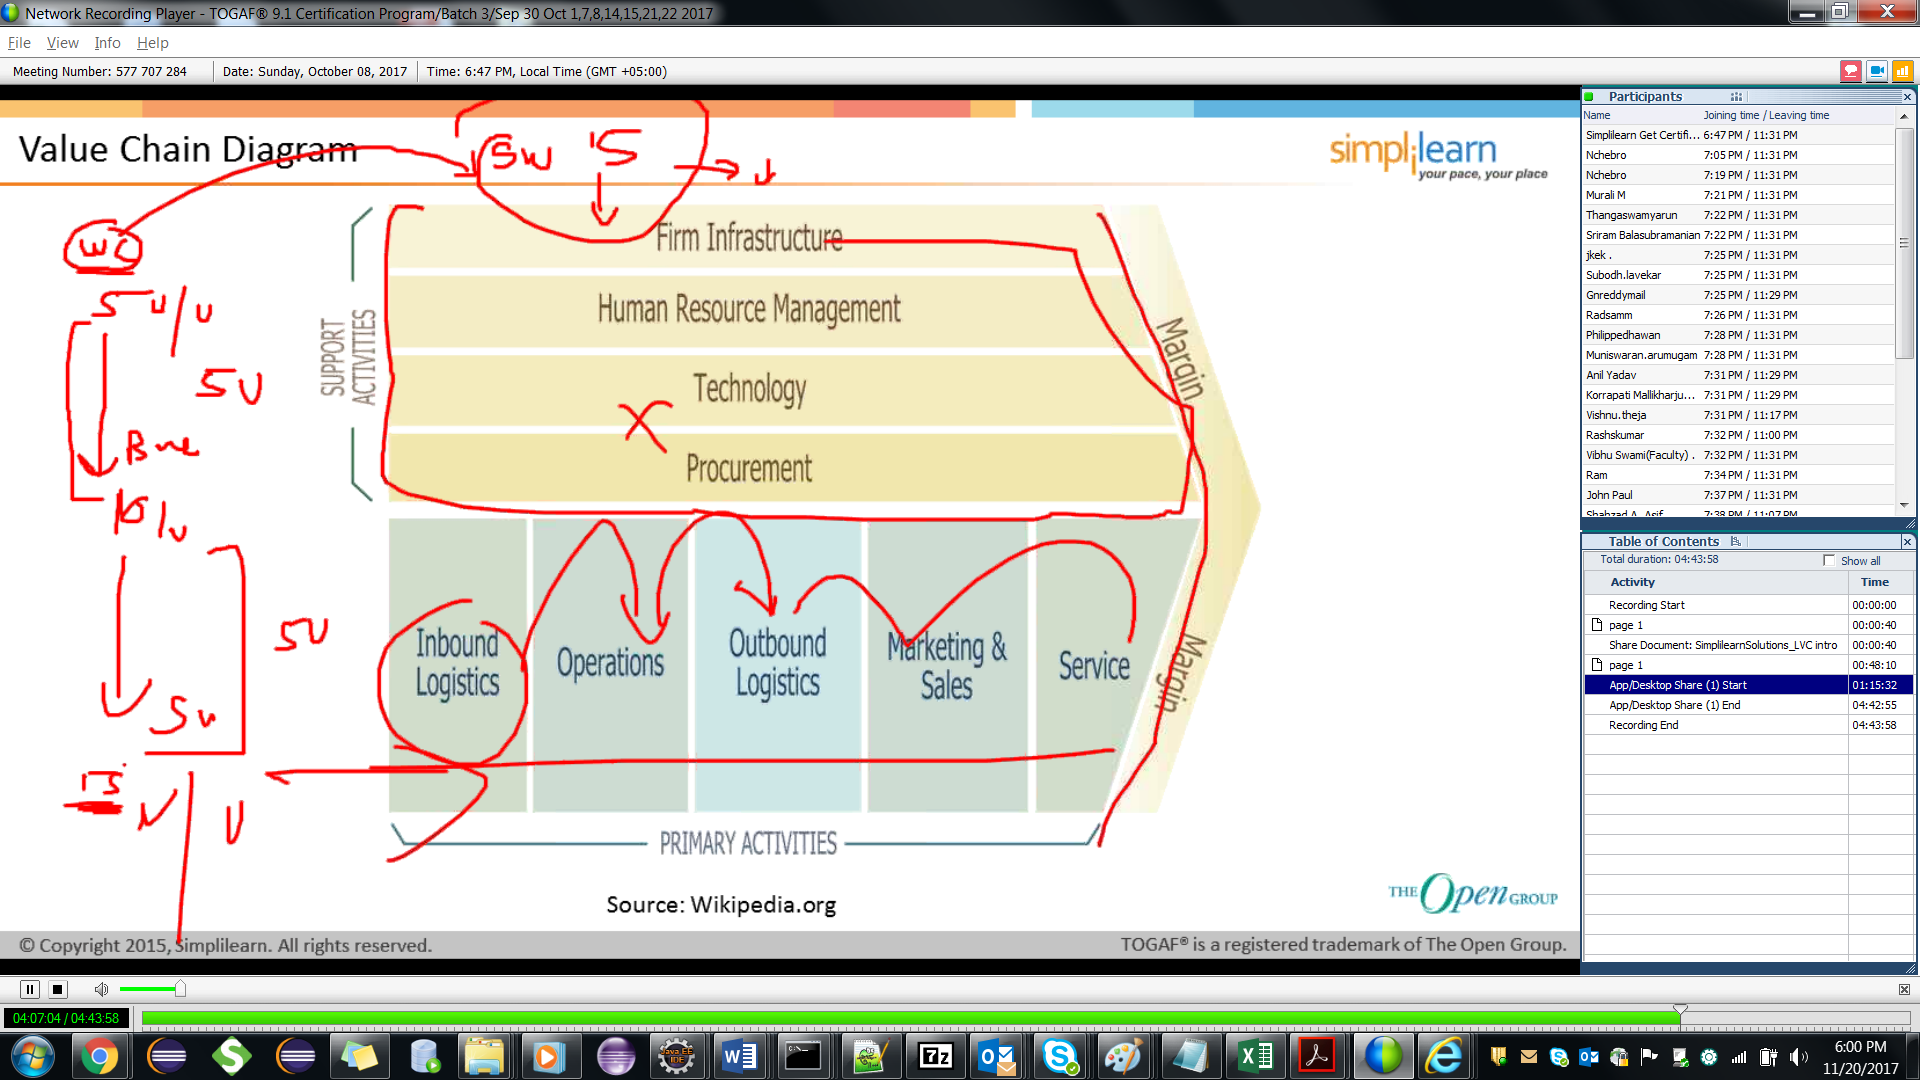 Network Recording Player - TOGAF® 9.1 Certification Program/Batch 3/Sep 30 Oct 1,7,8,14,15,21,22 2017
File View Info Help
Meeting Number: 577 707 284 Date: Sunday, October 08, 2017 Time: 6:47 PM, Local Time (GMT +05:00)
Value Chain Diagram
simplilearn
your pace, your place
SUPPORT ACTIVITIES
Firm Infrastructure
Human Resource Management
Technology
Procurement
Margin
Inbound Logistics
Operations
Outbound Logistics
Marketing & Sales
Service
Margin
PRIMARY ACTIVITIES
Source: Wikipedia.org
THE Open GROUP
© Copyright 2015, Simplilearn. All rights reserved.
TOGAF® is a registered trademark of The Open Group.
WC
5W
5
5V
5V
Participants
Name Joining time / Leaving time
Simplilearn Get Certifi... 6:47 PM / 11:31 PM
Nchebro 7:05 PM / 11:31 PM
Nchebro 7:19 PM / 11:31 PM
Murali M 7:21 PM / 11:31 PM
Thangaswamyarun 7:22 PM / 11:31 PM
Sriram Balasubramanian 7:22 PM / 11:31 PM
jkek . 7:25 PM / 11:31 PM
Subodh.lavekar 7:25 PM / 11:31 PM
Gnreddymail 7:25 PM / 11:29 PM
Radsamm 7:26 PM / 11:31 PM
Philippedhawan 7:28 PM / 11:31 PM
Muniswaran.arumugam 7:28 PM / 11:31 PM
Anil Yadav 7:31 PM / 11:29 PM
Korrapati Mallikharju... 7:31 PM / 11:29 PM
Vishnu.theja 7:31 PM / 11:17 PM
Rashskumar 7:32 PM / 11:00 PM
Vibhu Swami(Faculty) . 7:32 PM / 11:31 PM
Ram 7:34 PM / 11:31 PM
John Paul 7:37 PM / 11:31 PM
Shahzad A. Asif 7:38 PM / 11:07 PM
Table of Contents
Total duration: 04:43:58 Show all
Activity Time
Recording Start 00:00:00
page 1 00:00:40
Share Document: SimplilearnSolutions_LVC intro 00:00:40
page 1 00:48:10
App/Desktop Share (1) Start 01:15:32
App/Desktop Share (1) End 04:42:55
Recording End 04:43:58
04:07:04 / 04:43:58
6:00 PM
11/20/2017